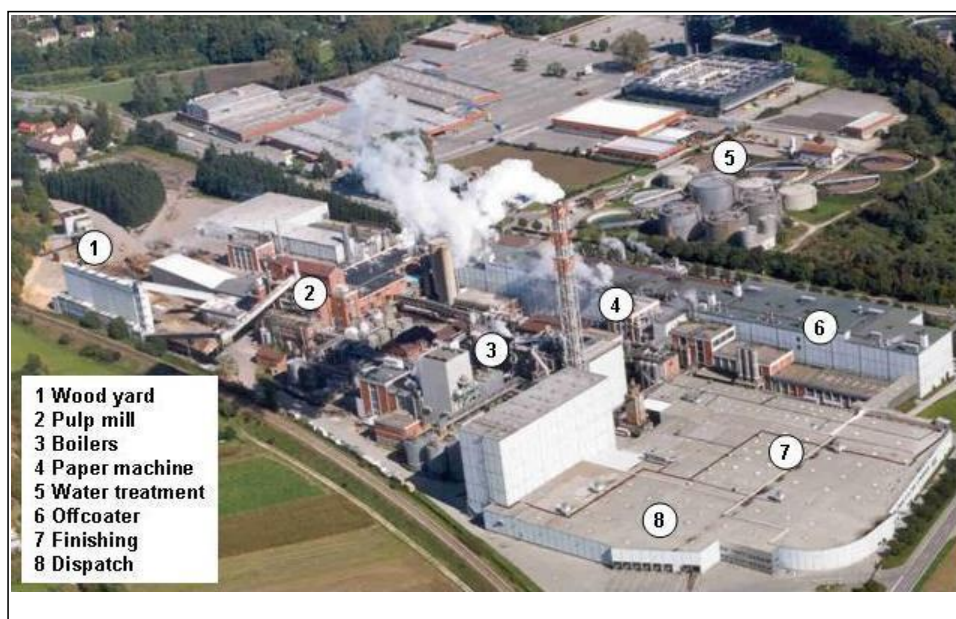 5
1
2
4
6
3
7
8
1 Wood yard
2 Pulp mill
3 Boilers
4 Paper machine
5 Water treatment
6 Offcoater
7 Finishing
8 Dispatch